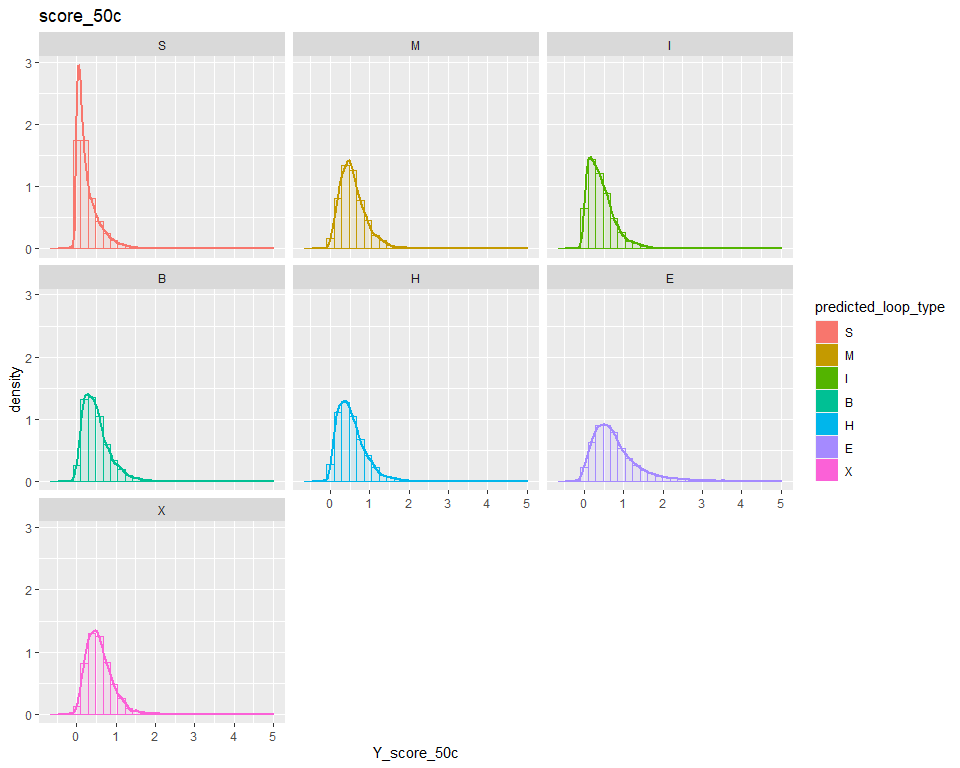 score_50c
S M I
3
2
1
0
B H E
3
2
1
0
0 1 2 3 4 5 0 1 2 3 4 5
X
3
2
1
0
0 1 2 3 4 5
density
Y_score_50c
predicted_loop_type
S
M
I
B
H
E
X